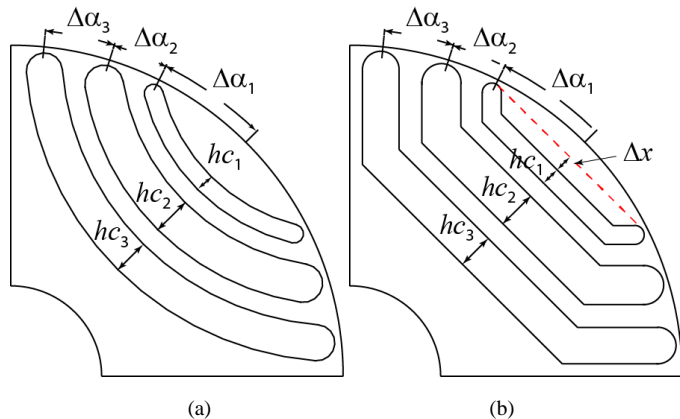 Δα₃ Δα₂ Δα₁
hc₁
hc₂
hc₃
(a)
Δα₃ Δα₂ Δα₁
hc₁ Δx
hc₂
hc₃
(b)